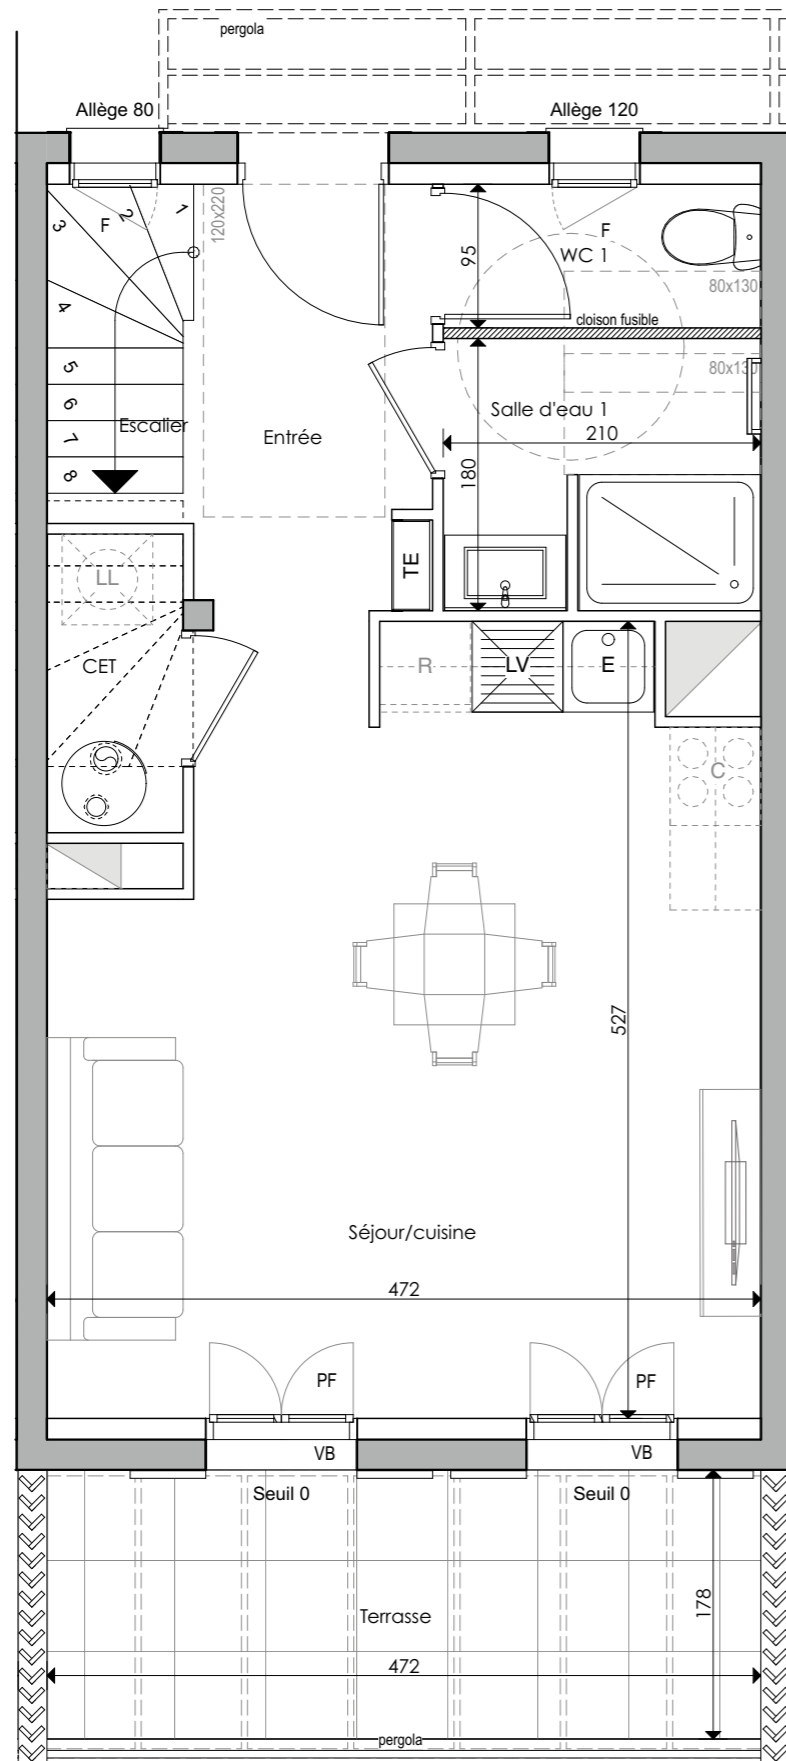 pergola
Allège 80
Allège 120
1
2
3
4
5
6
7
8
F
120x220
95
F
WC 1
80x130
cloison fusible
80x130
Escalier
Entrée
Salle d'eau 1
210
180
TE
LL
CET
R
LV
E
C
527
Séjour/cuisine
472
PF
PF
VB
VB
Seuil 0
Seuil 0
Terrasse
178
472
pergola